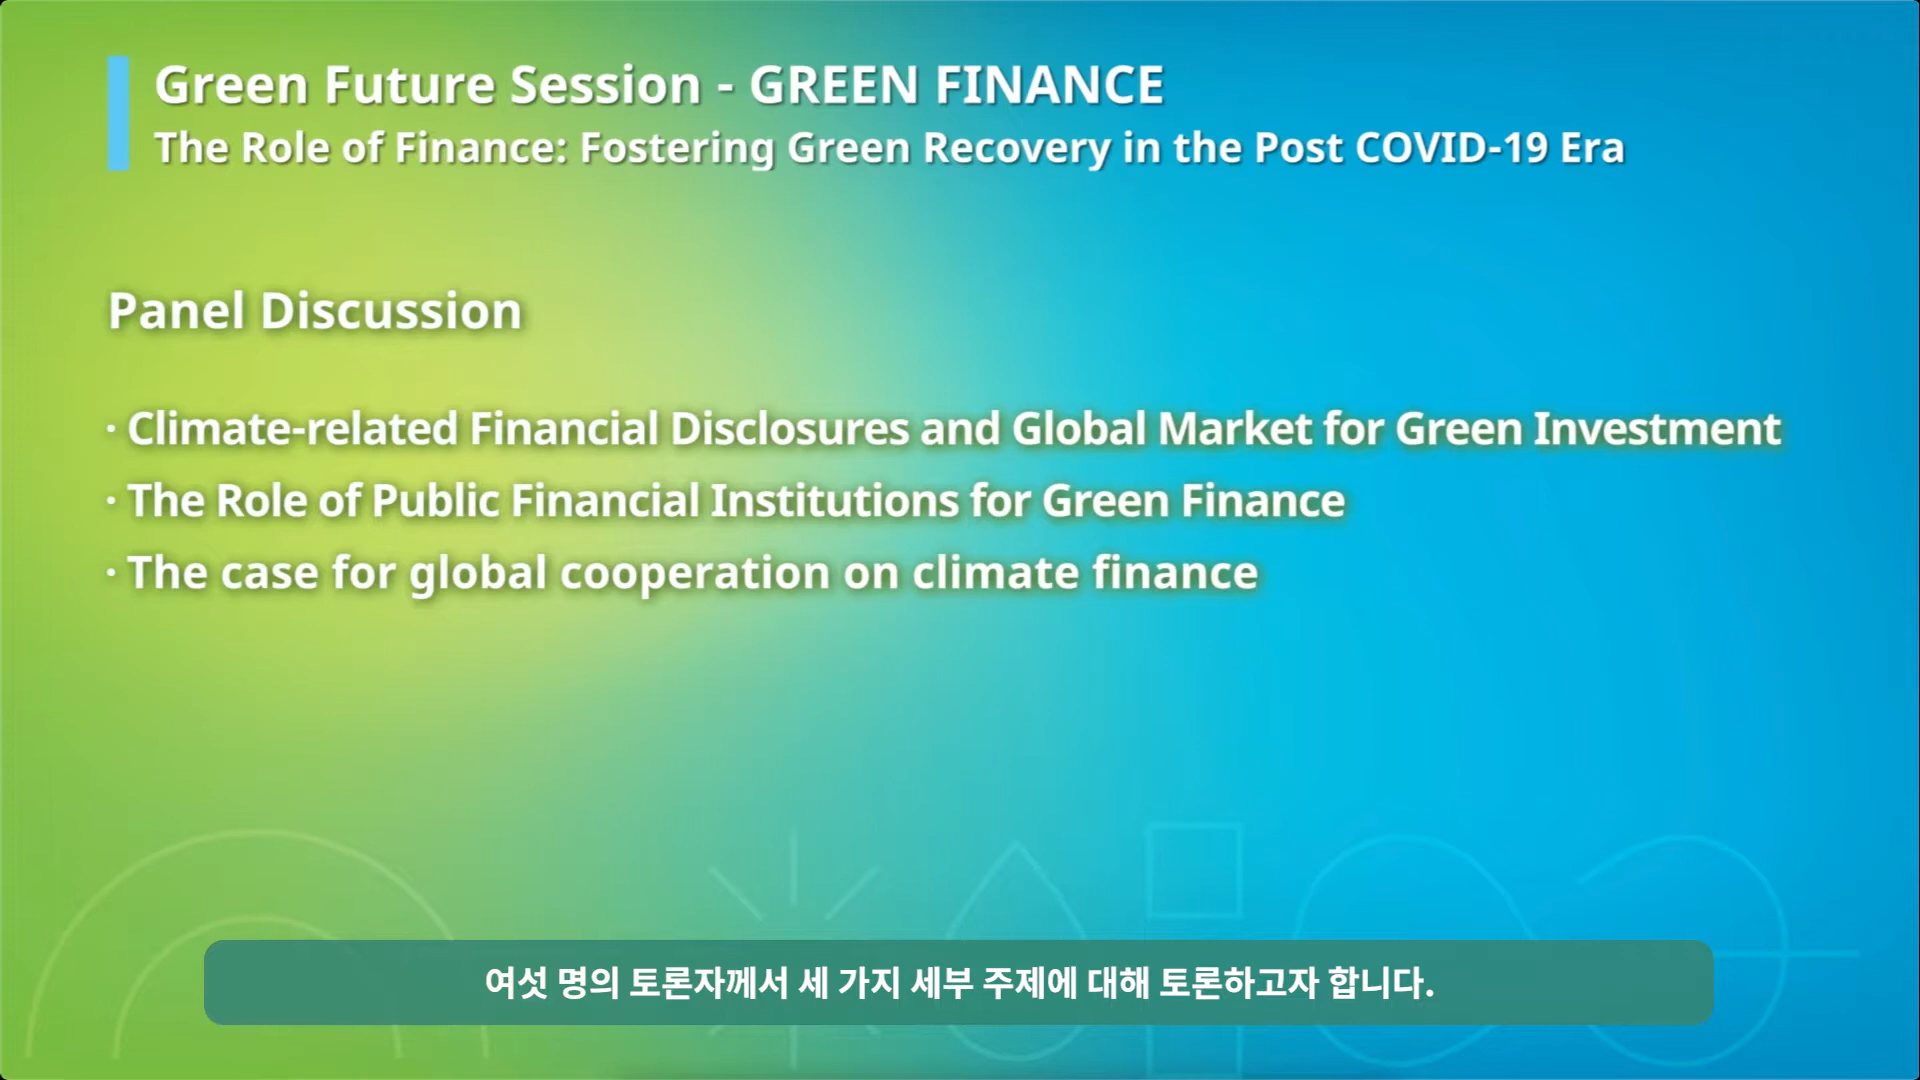 Green Future Session - GREEN FINANCE
The Role of Finance: Fostering Green Recovery in the Post COVID-19 Era
Panel Discussion
· Climate-related Financial Disclosures and Global Market for Green Investment
· The Role of Public Financial Institutions for Green Finance
· The case for global cooperation on climate finance
여섯 명의 토론자께서 세 가지 세부 주제에 대해 토론하고자 합니다.